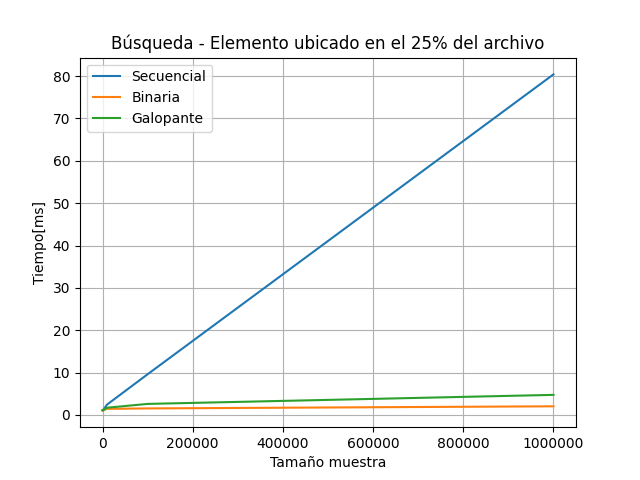 Búsqueda - Elemento ubicado en el 25% del archivo
Secuencial
Binaria
Galopante
80
70
60
50
40
30
20
10
0
Tiempo[ms]
0 200000 400000 600000 800000 1000000
Tamaño muestra